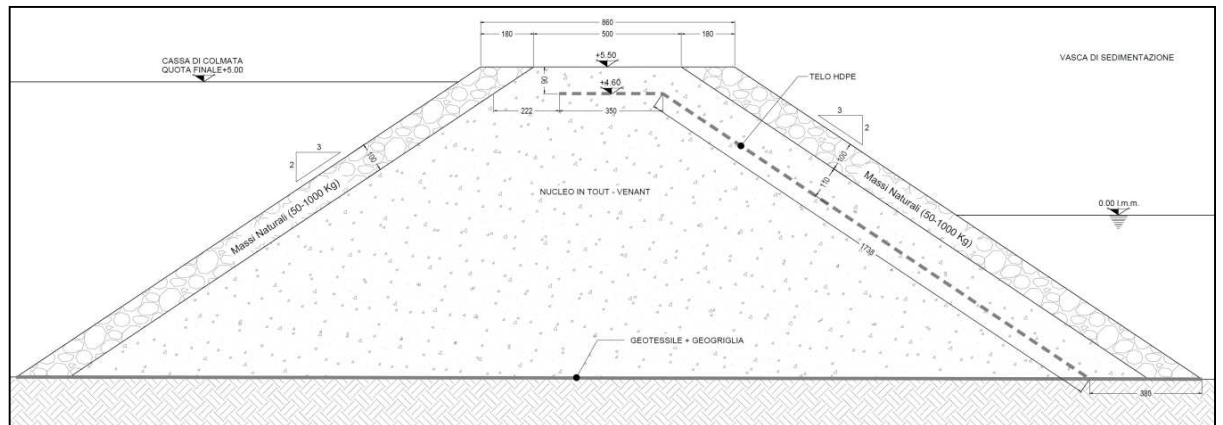 860
180
500
180
CASSA DI COLMATA
QUOTA FINALE+5.00
+5.50
VASCA DI SEDIMENTAZIONE
TELO HDPE
90
+4.60
222
350
3
2
3
2
100
100
110
NUCLEO IN TOUT - VENANT
Massi Naturali (50-1000 Kg)
Massi Naturali (50-1000 Kg)
0.00 l.m.m.
1738
GEOTESSILE + GEOGRIGLIA
380